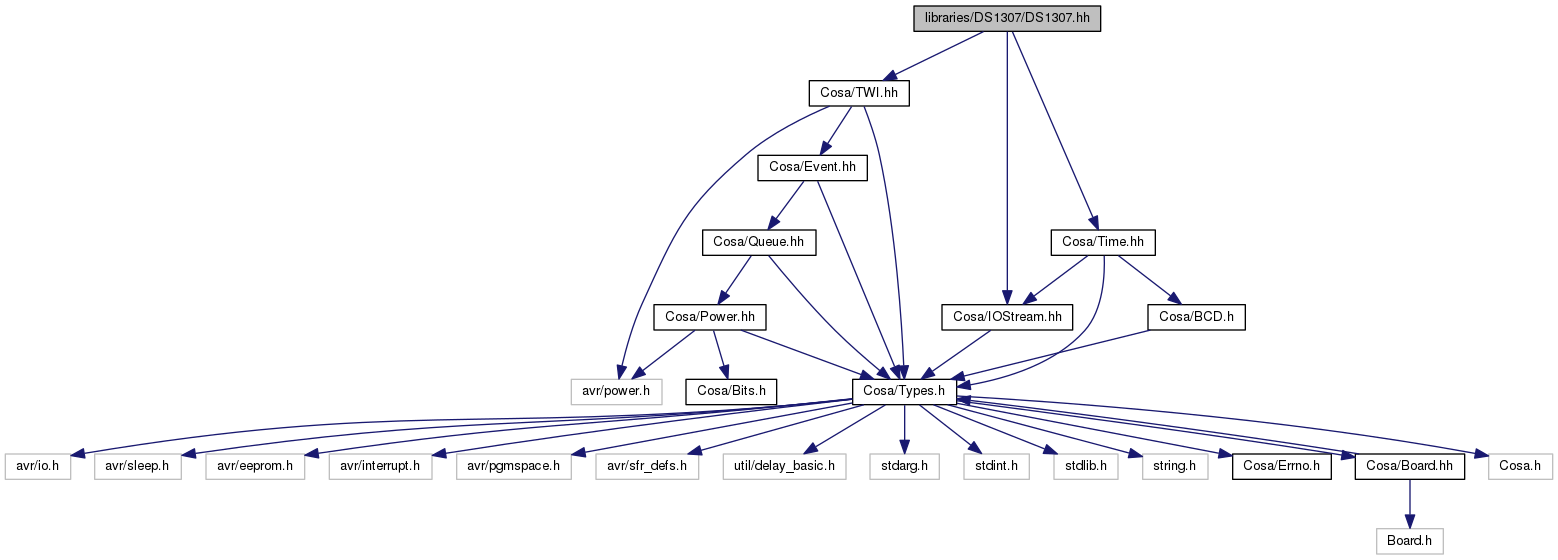 libraries/DS1307/DS1307.hh
Cosa/TWI.hh
Cosa/Event.hh
Cosa/Queue.hh
Cosa/Time.hh
Cosa/Power.hh
Cosa/IOStream.hh
Cosa/BCD.h
avr/power.h
Cosa/Bits.h
Cosa/Types.h
avr/io.h
avr/sleep.h
avr/eeprom.h
avr/interrupt.h
avr/pgmspace.h
avr/sfr_defs.h
util/delay_basic.h
stdarg.h
stdint.h
stdlib.h
string.h
Cosa/Errno.h
Cosa/Board.hh
Cosa.h
Board.h